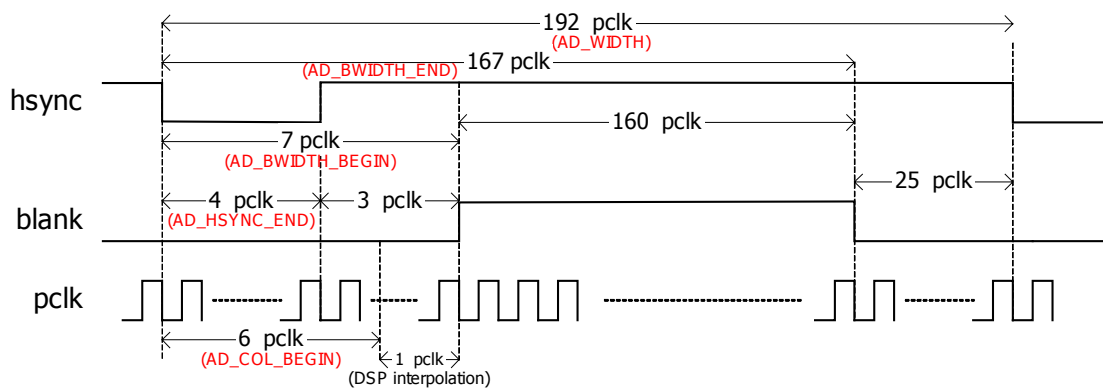 192 pclk
(AD_WIDTH)
167 pclk
(AD_BWIDTH_END)
hsync
160 pclk
7 pclk
(AD_BWIDTH_BEGIN)
25 pclk
4 pclk
3 pclk
(AD_HSYNC_END)
blank
pclk
6 pclk
(AD_COL_BEGIN)
1 pclk
(DSP interpolation)